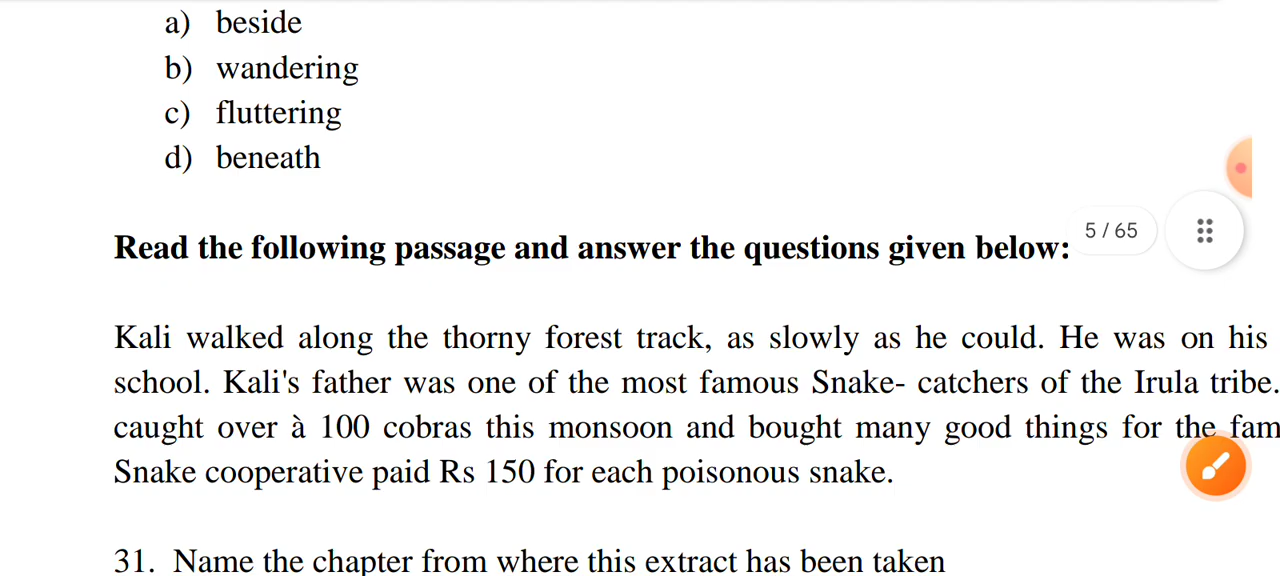 a) beside
b) wandering
c) fluttering
d) beneath
5 / 65
Read the following passage and answer the questions given below:
Kali walked along the thorny forest track, as slowly as he could. He was on his
school. Kali's father was one of the most famous Snake- catchers of the Irula tribe.
caught over à 100 cobras this monsoon and bought many good things for the fam
Snake cooperative paid Rs 150 for each poisonous snake.
31. Name the chapter from where this extract has been taken